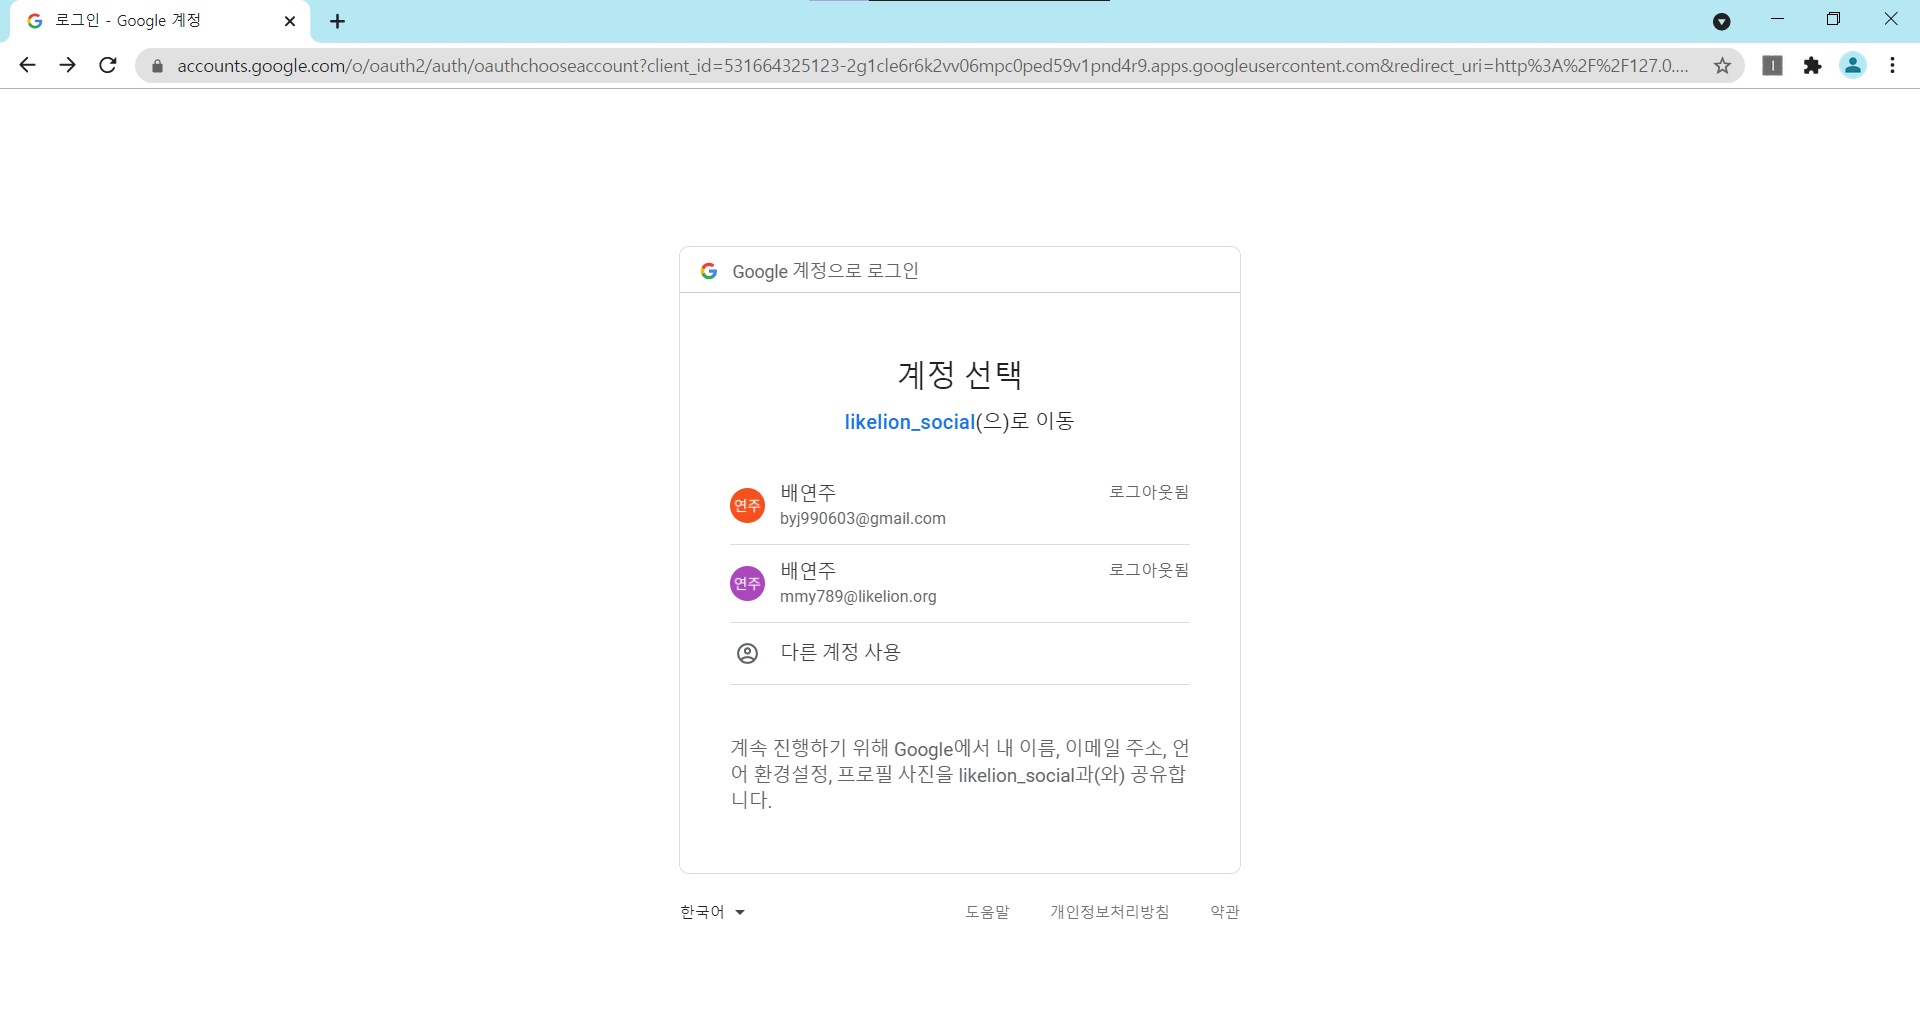 로그인 - Google 계정
accounts.google.com/o/oauth2/auth/oauthchooseaccount?client_id=531664325123-2g1cle6r6k2vv06mpc0ped59v1pnd4r9.apps.googleusercontent.com&redirect_uri=http%3A%2F%2F127.0....
Google 계정으로 로그인
계정 선택
likelion_social(으)로 이동
연주 배연주 로그아웃됨
byj990603@gmail.com
연주 배연주 로그아웃됨
mmy789@likelion.org
다른 계정 사용
계속 진행하기 위해 Google에서 내 이름, 이메일 주소, 언
어 환경설정, 프로필 사진을 likelion_social과(와) 공유합
니다.
한국어 도움말 개인정보처리방침 약관